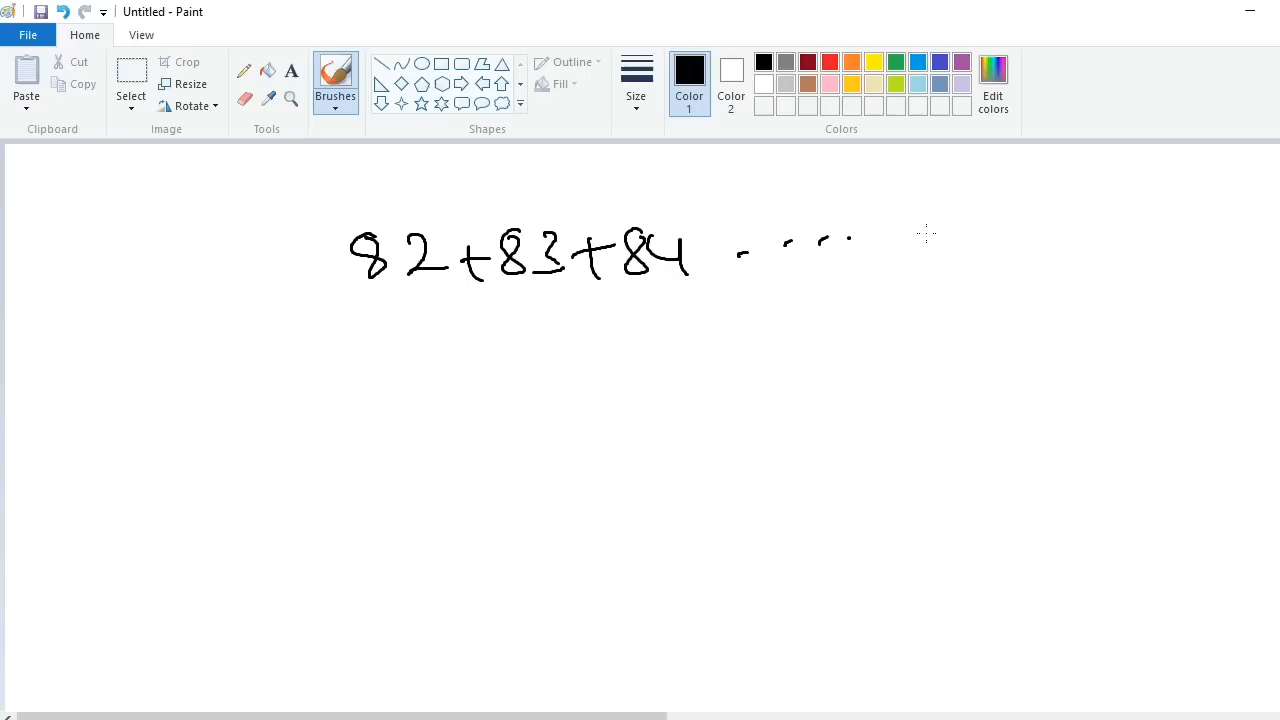 Untitled - Paint
File Home View
Paste Cut Copy Select Crop Resize Rotate A Brushes Outline Fill Size Color 1 Color 2 Edit colors
Clipboard Image Tools Shapes Colors
82+83+84 ....